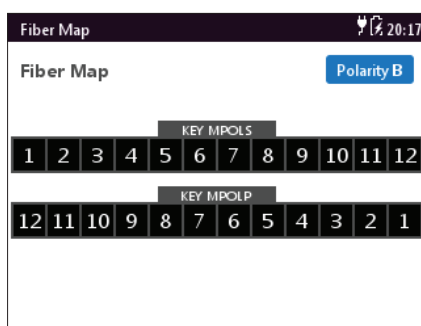 Fiber Map 20:17
Fiber Map Polarity B
KEY MPOLS
1 2 3 4 5 6 7 8 9 10 11 12
KEY MPOLP
12 11 10 9 8 7 6 5 4 3 2 1